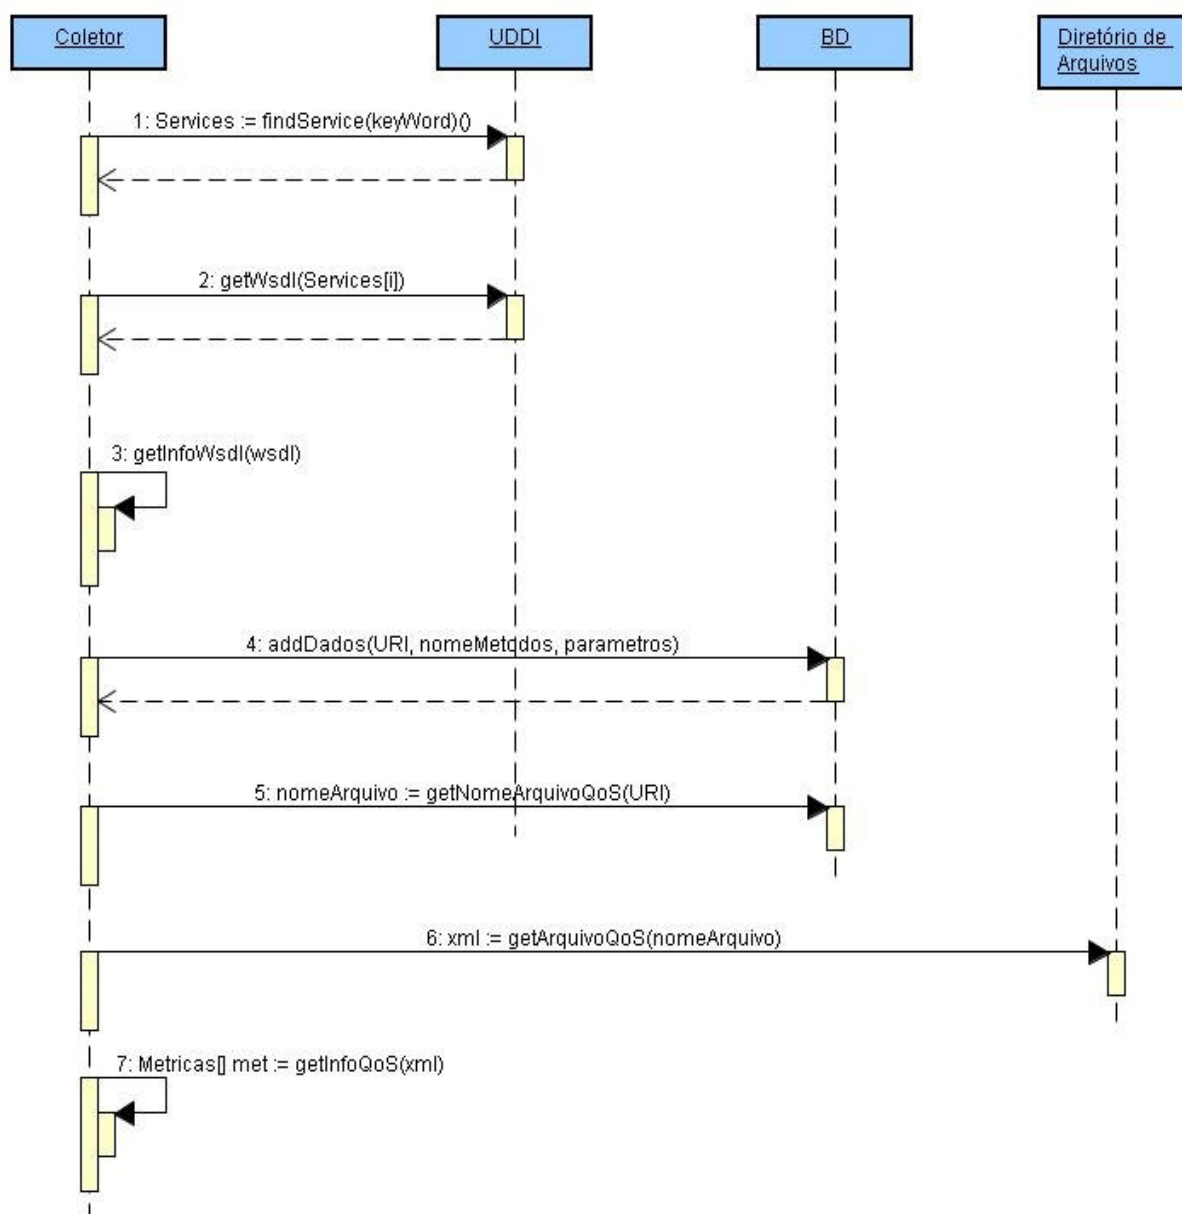 Coletor
UDDI
BD
Diretório de
Arquivos
1: Services := findService(keyWord)()
2: getWsdl(Services[i])
3: getInfoWsdl(wsdl)
4: addDados(URI, nomeMetodos, parametros)
5: nomeArquivo := getNomeArquivoQoS(URI)
6: xml := getArquivoQoS(nomeArquivo)
7: Metricas[] met := getInfoQoS(xml)